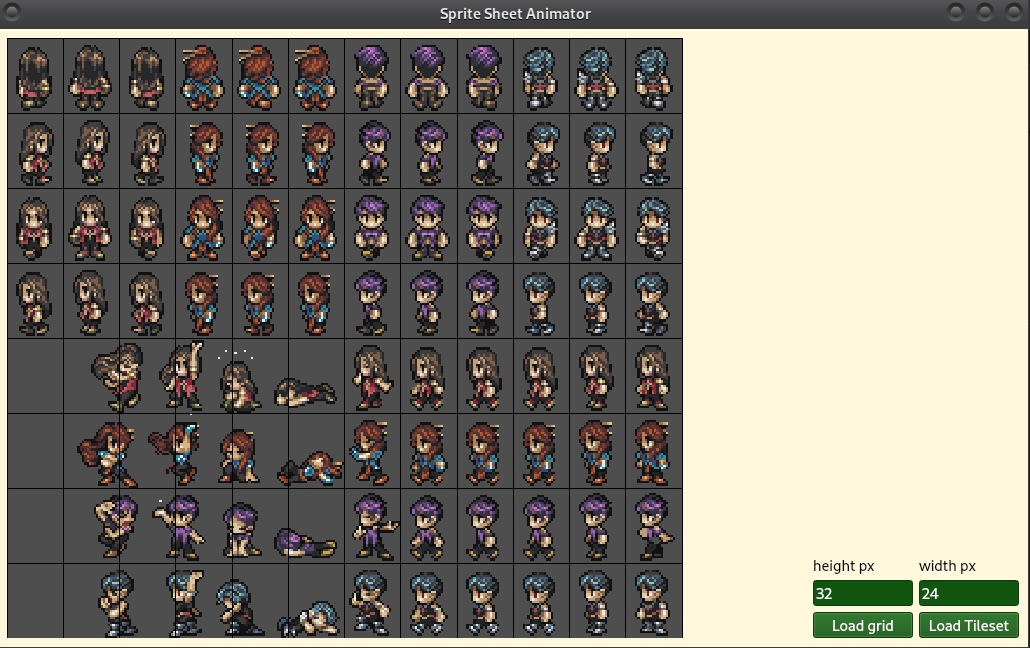 Sprite Sheet Animator
height px
width px
32
24
Load grid
Load Tileset